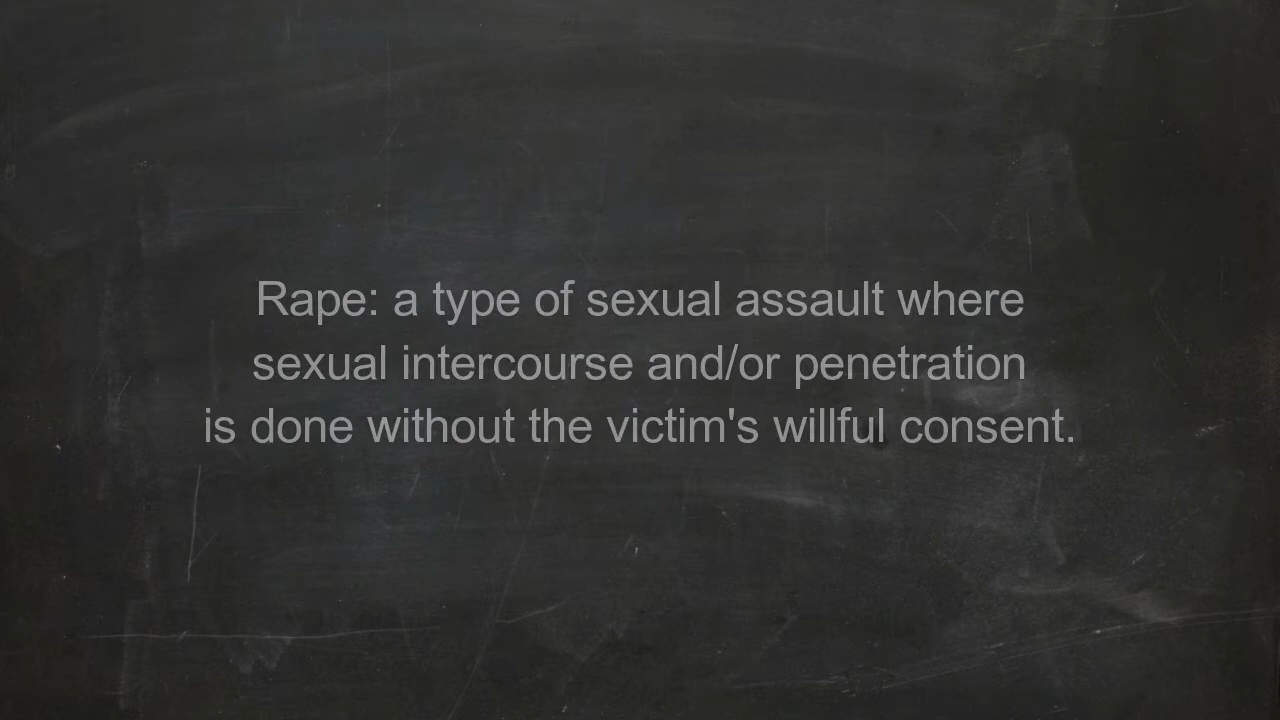 Rape: a type of sexual assault where
sexual intercourse and/or penetration
is done without the victim's willful consent.